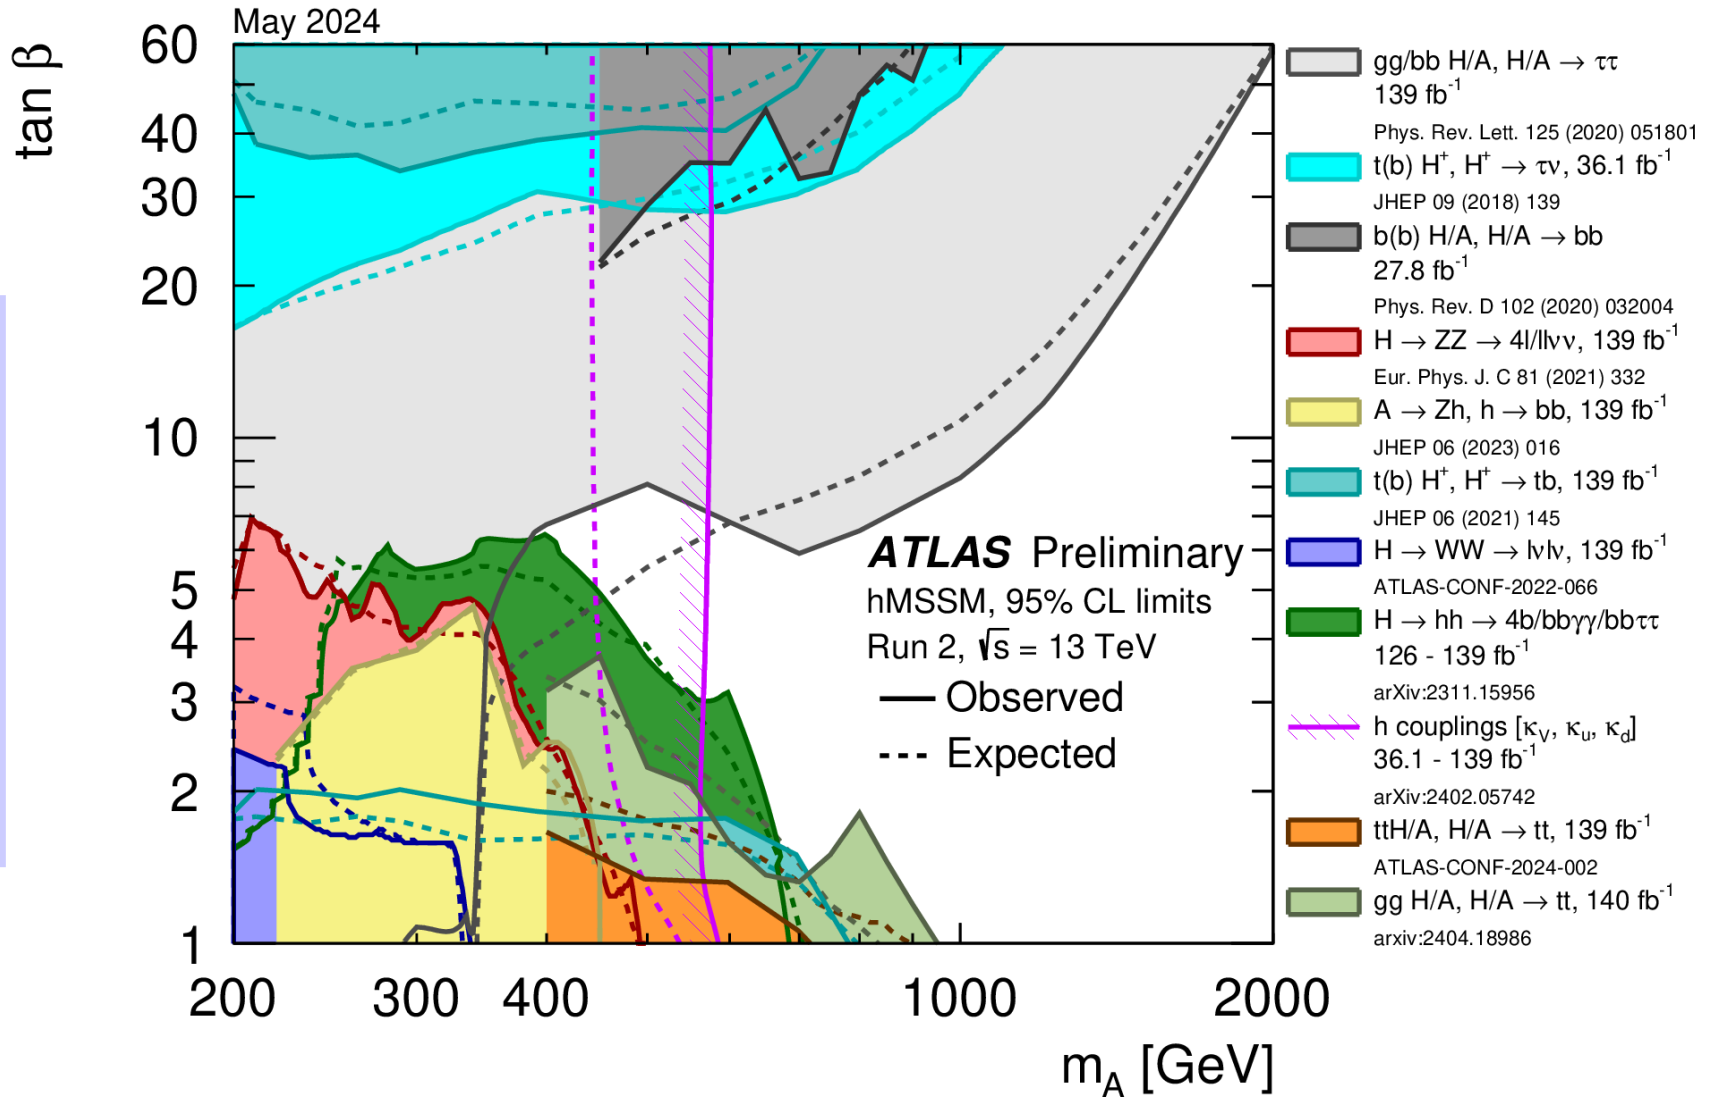 May 2024
tan β
60
40
30
20
10
5
4
3
2
1
200
300
400
1000
2000
m_A [GeV]
ATLAS Preliminary
hMSSM, 95% CL limits
Run 2, √s = 13 TeV
Observed
Expected
gg/bb H/A, H/A → ττ
139 fb⁻¹
Phys. Rev. Lett. 125 (2020) 051801
t(b) H⁺, H⁺ → τν, 36.1 fb⁻¹
JHEP 09 (2018) 139
b(b) H/A, H/A → bb
27.8 fb⁻¹
Phys. Rev. D 102 (2020) 032004
H → ZZ → 4l/llνν, 139 fb⁻¹
Eur. Phys. J. C 81 (2021) 332
A → Zh, h → bb, 139 fb⁻¹
JHEP 06 (2023) 016
t(b) H⁺, H⁺ → tb, 139 fb⁻¹
JHEP 06 (2021) 145
H → WW → lνlν, 139 fb⁻¹
ATLAS-CONF-2022-066
H → hh → 4b/bbγγ/bbττ
126 - 139 fb⁻¹
arXiv:2311.15956
h couplings [κ_V, κ_u, κ_d]
36.1 - 139 fb⁻¹
arXiv:2402.05742
ttH/A, H/A → tt, 139 fb⁻¹
ATLAS-CONF-2024-002
gg H/A, H/A → tt, 140 fb⁻¹
arxiv:2404.18986